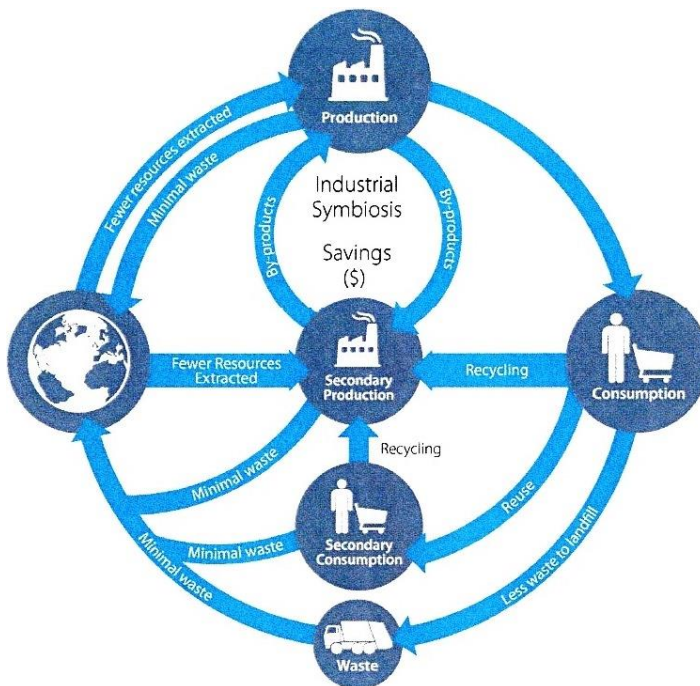 Production
Fewer resources extracted
Minimal waste
By-products
Industrial
Symbiosis
Savings
($)
By-products
Fewer Resources
Extracted
Secondary
Production
Recycling
Consumption
Recycling
Minimal waste
Reuse
Minimal waste
Secondary
Consumption
Minimal waste
Less waste to landfill
Waste